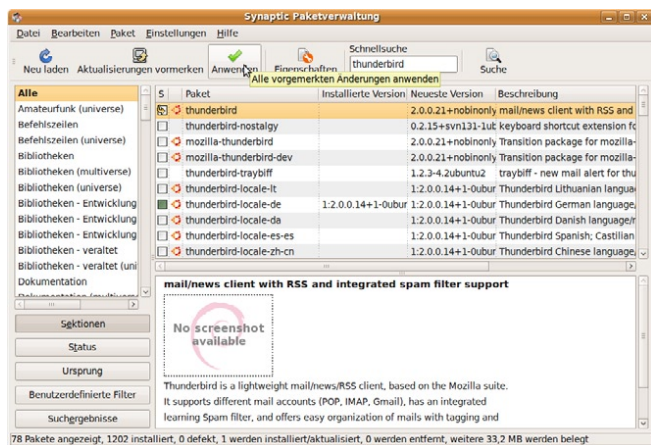 Synaptic Paketverwaltung
Datei Bearbeiten Paket Einstellungen Hilfe
Neu laden Aktualisierungen vormerken Anwenden Eigenschaften Schnellsuche thunderbird Suche
Alle vorgemerkten Änderungen anwenden
Alle
Amateurfunk (universe)
Befehlszeilen
Befehlszeilen (universe)
Bibliotheken
Bibliotheken (multiverse)
Bibliotheken (universe)
Bibliotheken - Entwicklung
Bibliotheken - Entwicklung
Bibliotheken - Entwicklung
Bibliotheken - veraltet
Bibliotheken - veraltet (uni
Dokumentation
S Paket Installierte Version Neueste Version Beschreibung
thunderbird 2.0.0.21+nobinonly mail/news client with RSS and
thunderbird-nostalgy 0.2.15+svn131-1ub keyboard shortcut extension fo
mozilla-thunderbird 2.0.0.21+nobinonly Transition package for mozilla-
mozilla-thunderbird-dev 2.0.0.21+nobinonly Transition package for mozilla-
thunderbird-traybiff 1.2.3-4.2ubuntu2 traybiff - new mail alert for thu
thunderbird-locale-lt 1:2.0.0.14+1-0ubur Thunderbird Lithuanian langua
thunderbird-locale-de 1:2.0.0.14+1-0ubur 1:2.0.0.14+1-0ubur Thunderbird German language,
thunderbird-locale-da 1:2.0.0.14+1-0ubur Thunderbird Danish language/r
thunderbird-locale-es-es 1:2.0.0.14+1-0ubur Thunderbird Spanish; Castilian
thunderbird-locale-zh-cn 1:2.0.0.14+1-0ubur Thunderbird Chinese language,
Sektionen
Status
Ursprung
Benutzerdefinierte Filter
Suchergebnisse
mail/news client with RSS and integrated spam filter support
No screenshot
available
Thunderbird is a lightweight mail/news/RSS client, based on the Mozilla suite.
It supports different mail accounts (POP, IMAP, Gmail), has an integrated
learning Spam filter, and offers easy organization of mails with tagging and
78 Pakete angezeigt, 1202 installiert, 0 defekt, 1 werden installiert/aktualisiert, 0 werden entfernt, weitere 33,2 MB werden belegt